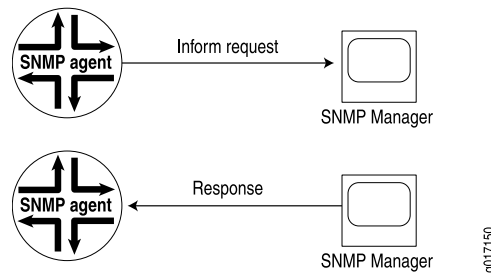 SNMP agent
Inform request
SNMP Manager
SNMP agent
Response
SNMP Manager
g017150